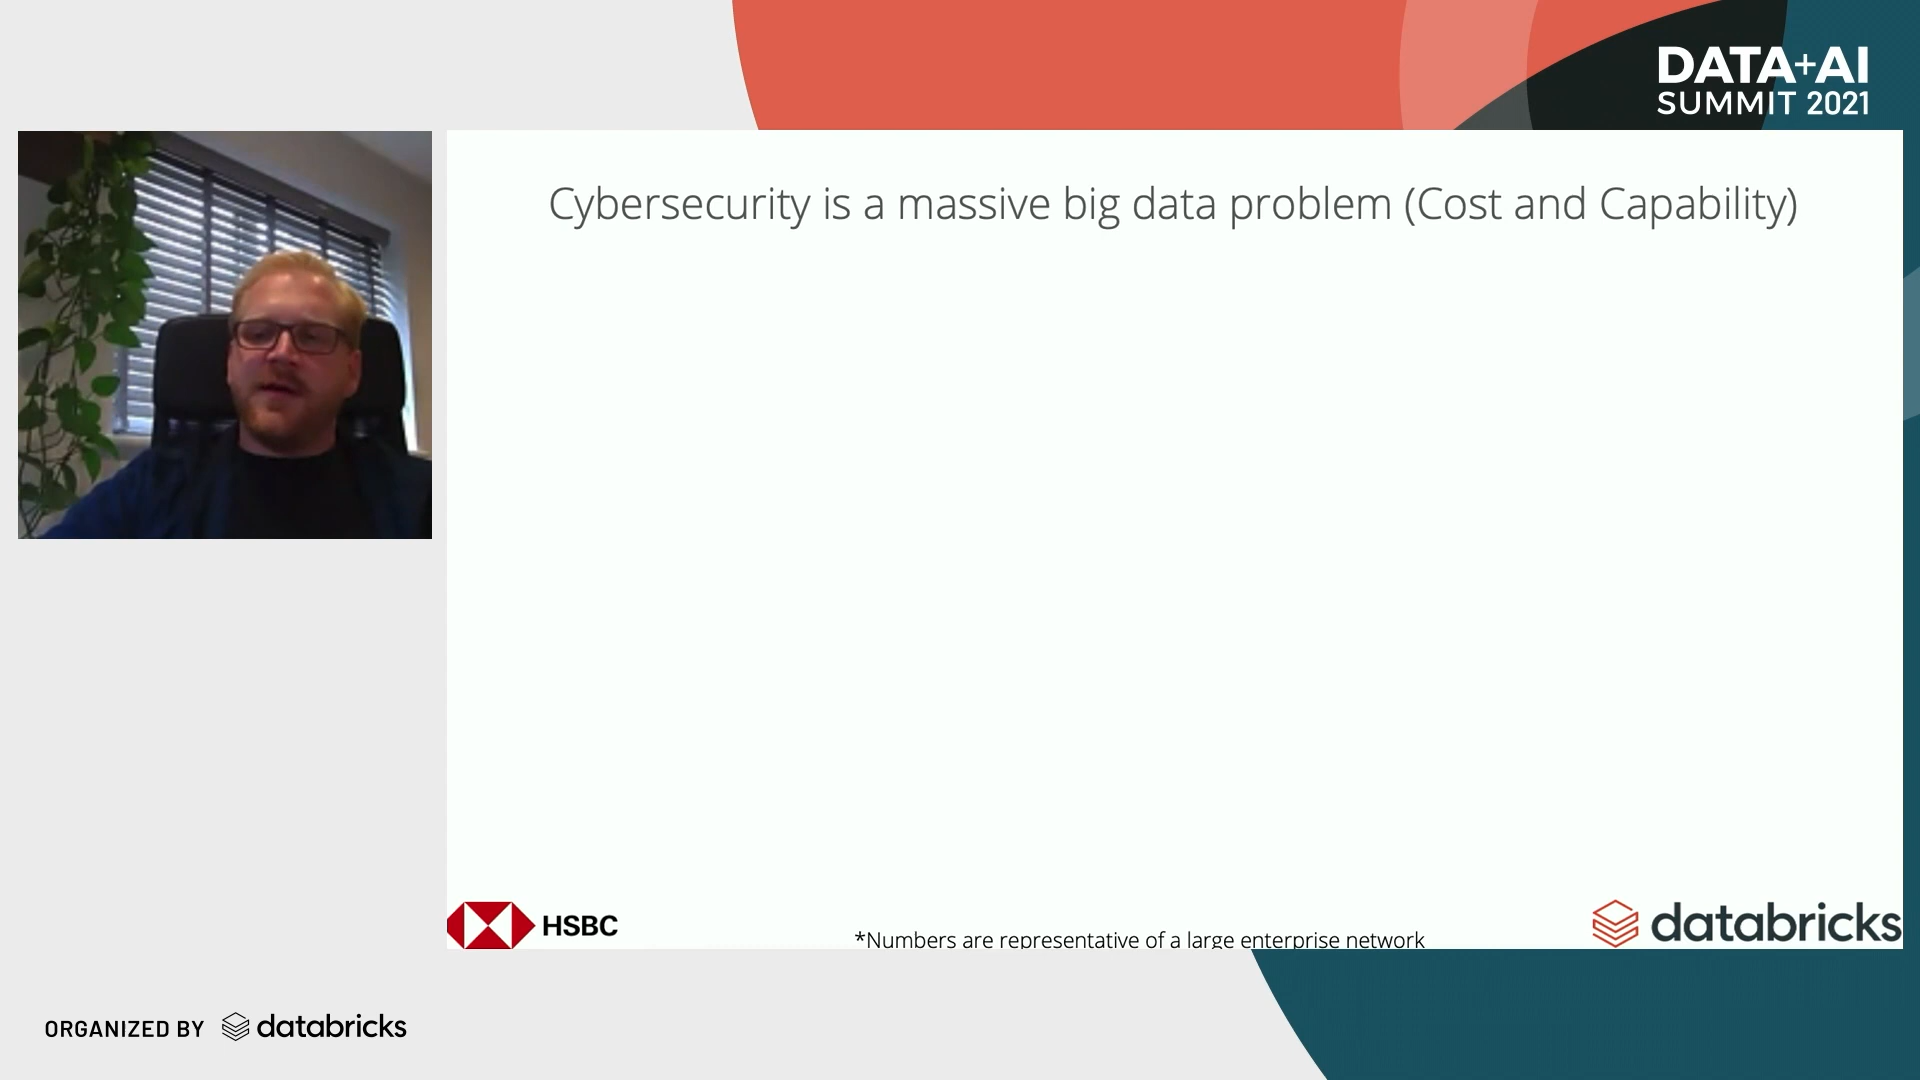 DATA+AI
SUMMIT 2021
Cybersecurity is a massive big data problem (Cost and Capability)
HSBC
*Numbers are representative of a large enterprise network
databricks
ORGANIZED BY databricks